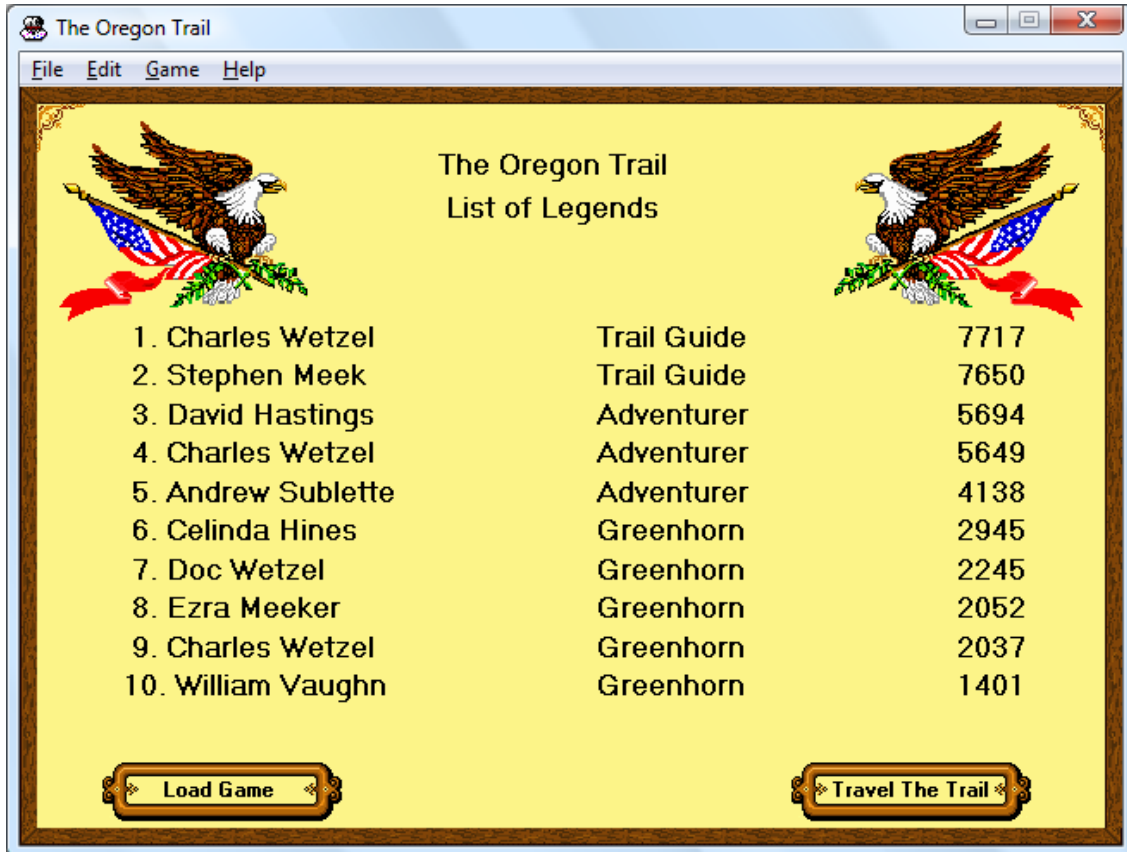 The Oregon Trail
File Edit Game Help
The Oregon Trail
List of Legends
1. Charles Wetzel Trail Guide 7717
2. Stephen Meek Trail Guide 7650
3. David Hastings Adventurer 5694
4. Charles Wetzel Adventurer 5649
5. Andrew Sublette Adventurer 4138
6. Celinda Hines Greenhorn 2945
7. Doc Wetzel Greenhorn 2245
8. Ezra Meeker Greenhorn 2052
9. Charles Wetzel Greenhorn 2037
10. William Vaughn Greenhorn 1401
Load Game Travel The Trail